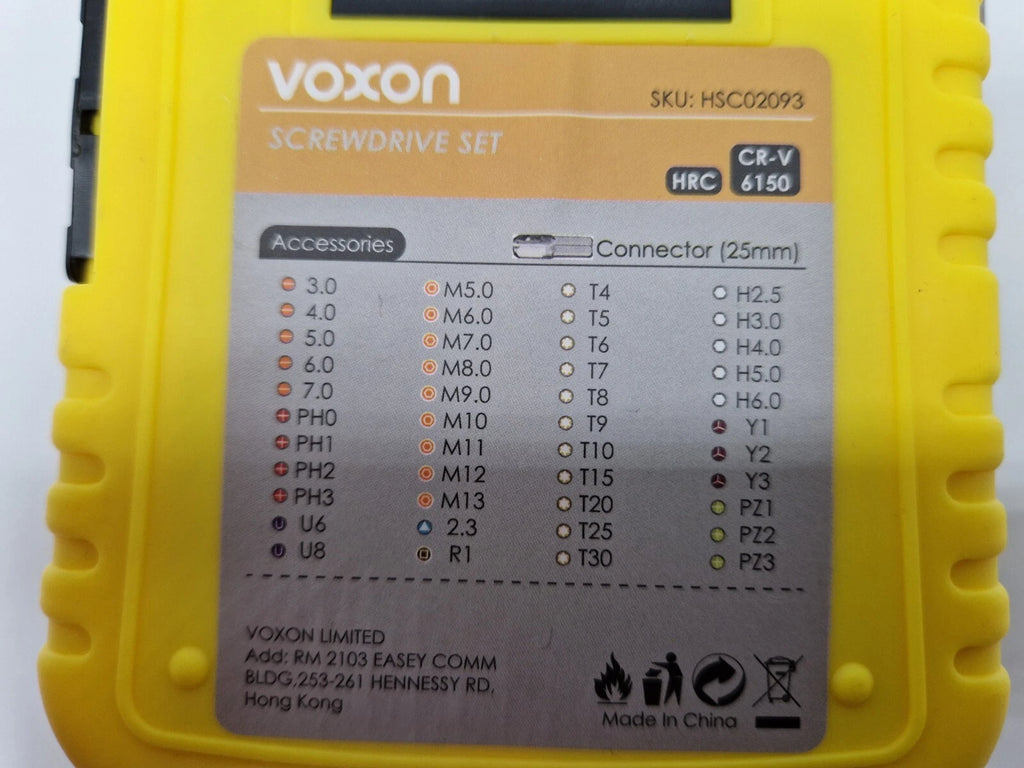 VOXON
SKU: HSC02093
SCREWDRIVE SET
HRC
CR-V
6150
Accessories
Connector (25mm)
3.0
4.0
5.0
6.0
7.0
PH0
PH1
PH2
PH3
U6
U8
M5.0
M6.0
M7.0
M8.0
M9.0
M10
M11
M12
M13
2.3
R1
T4
T5
T6
T7
T8
T9
T10
T15
T20
T25
T30
H2.5
H3.0
H4.0
H5.0
H6.0
Y1
Y2
Y3
PZ1
PZ2
PZ3
VOXON LIMITED
Add: RM 2103 EASEY COMM
BLDG,253-261 HENNESSY RD,
Hong Kong
Made In China